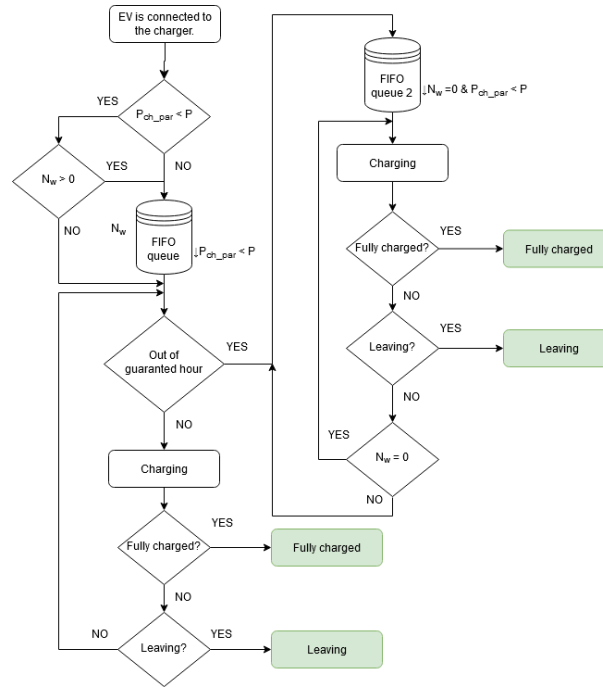 EV is connected to
the charger.
YES
P_ch_par < P
N_w > 0
YES
NO
NO
N_w
FIFO
queue
↓P_ch_par < P
Out of
guaranted hour
YES
NO
Charging
Fully charged?
YES
Fully charged
NO
NO
Leaving?
YES
Leaving
FIFO
queue 2
↓N_w =0 & P_ch_par < P
Charging
Fully charged?
YES
Fully charged
NO
Leaving?
YES
Leaving
NO
YES
N_w = 0
NO